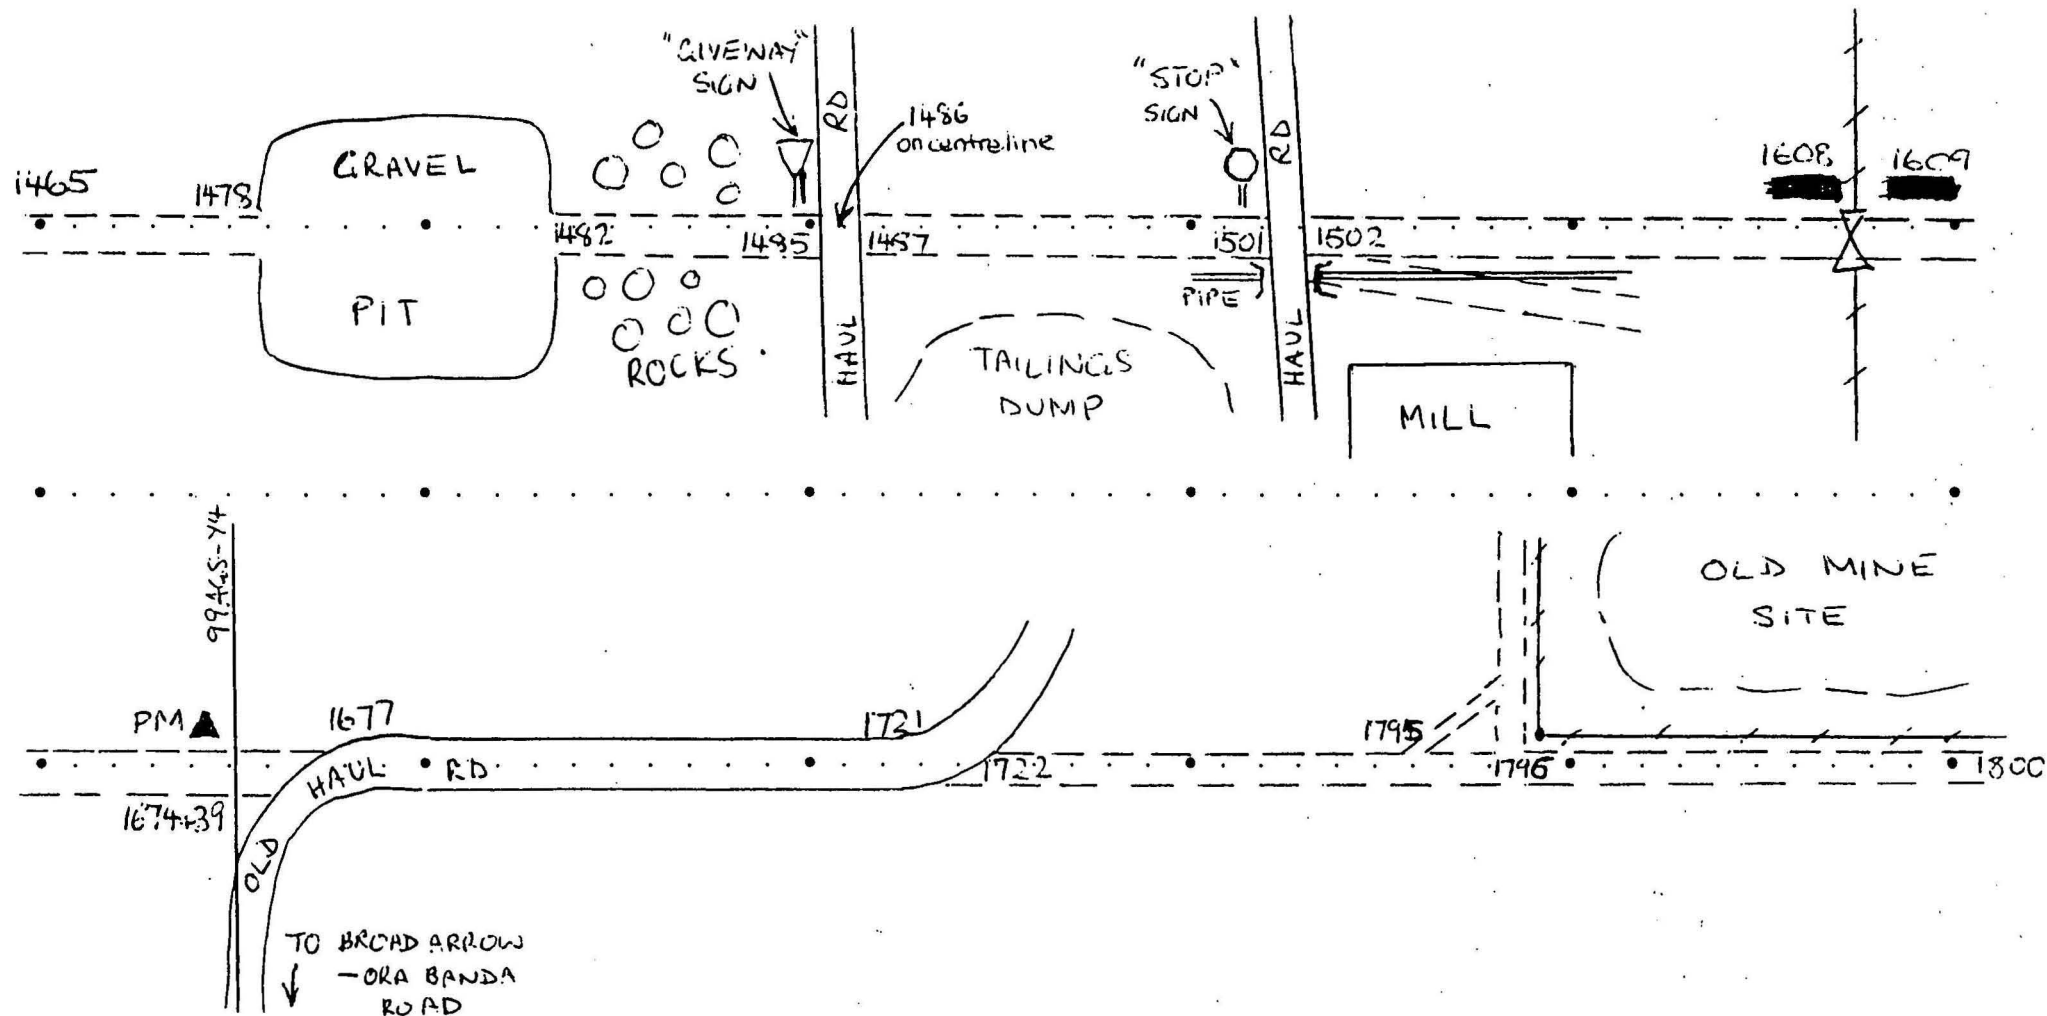 "GIVEWAY"
SIGN
RD
1486
on centreline
"STOP"
SIGN
RD
1608
1609
1465
1478
GRAVEL
PIT
1482
1485
1487
1501
1502
PIPE
ROCKS
HAUL
TAILINGS
DUMP
HAUL
MILL
99AGS-Y4
OLD MINE
SITE
PM
1677
1721
1795
HAUL RD
1722
1796
1800
1674+39
OLD
TO BROAD ARROW
-ORA BANDA
ROAD